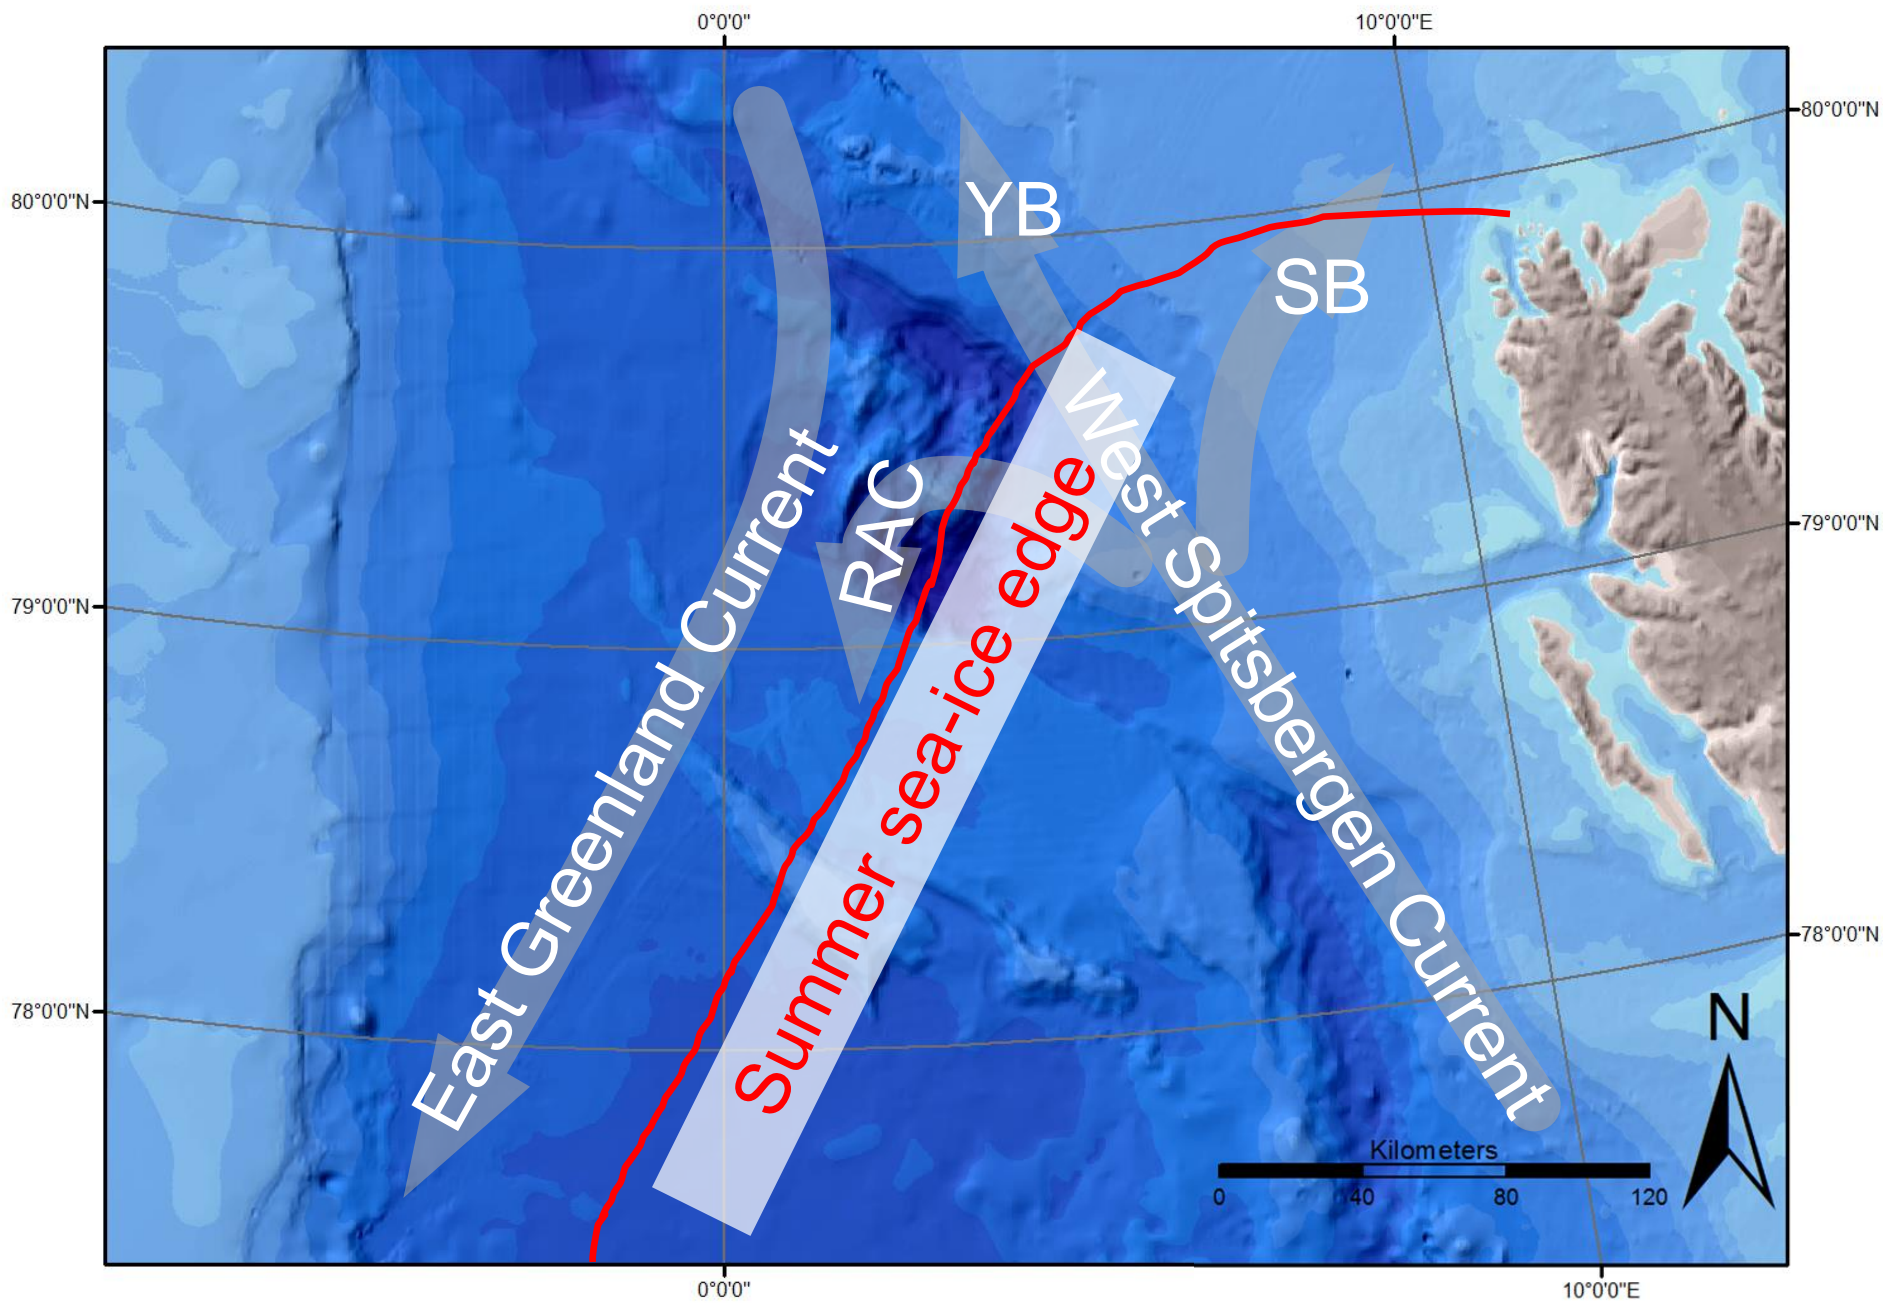 0°0'0"
10°0'0"E
80°0'0"N
80°0'0"N
YB
SB
West Spitsbergen Current
RAC
East Greenland Current
Summer sea-ice edge
79°0'0"N
79°0'0"N
78°0'0"N
78°0'0"N
N
Kilometers
0 40 80 120
0°0'0"
10°0'0"E